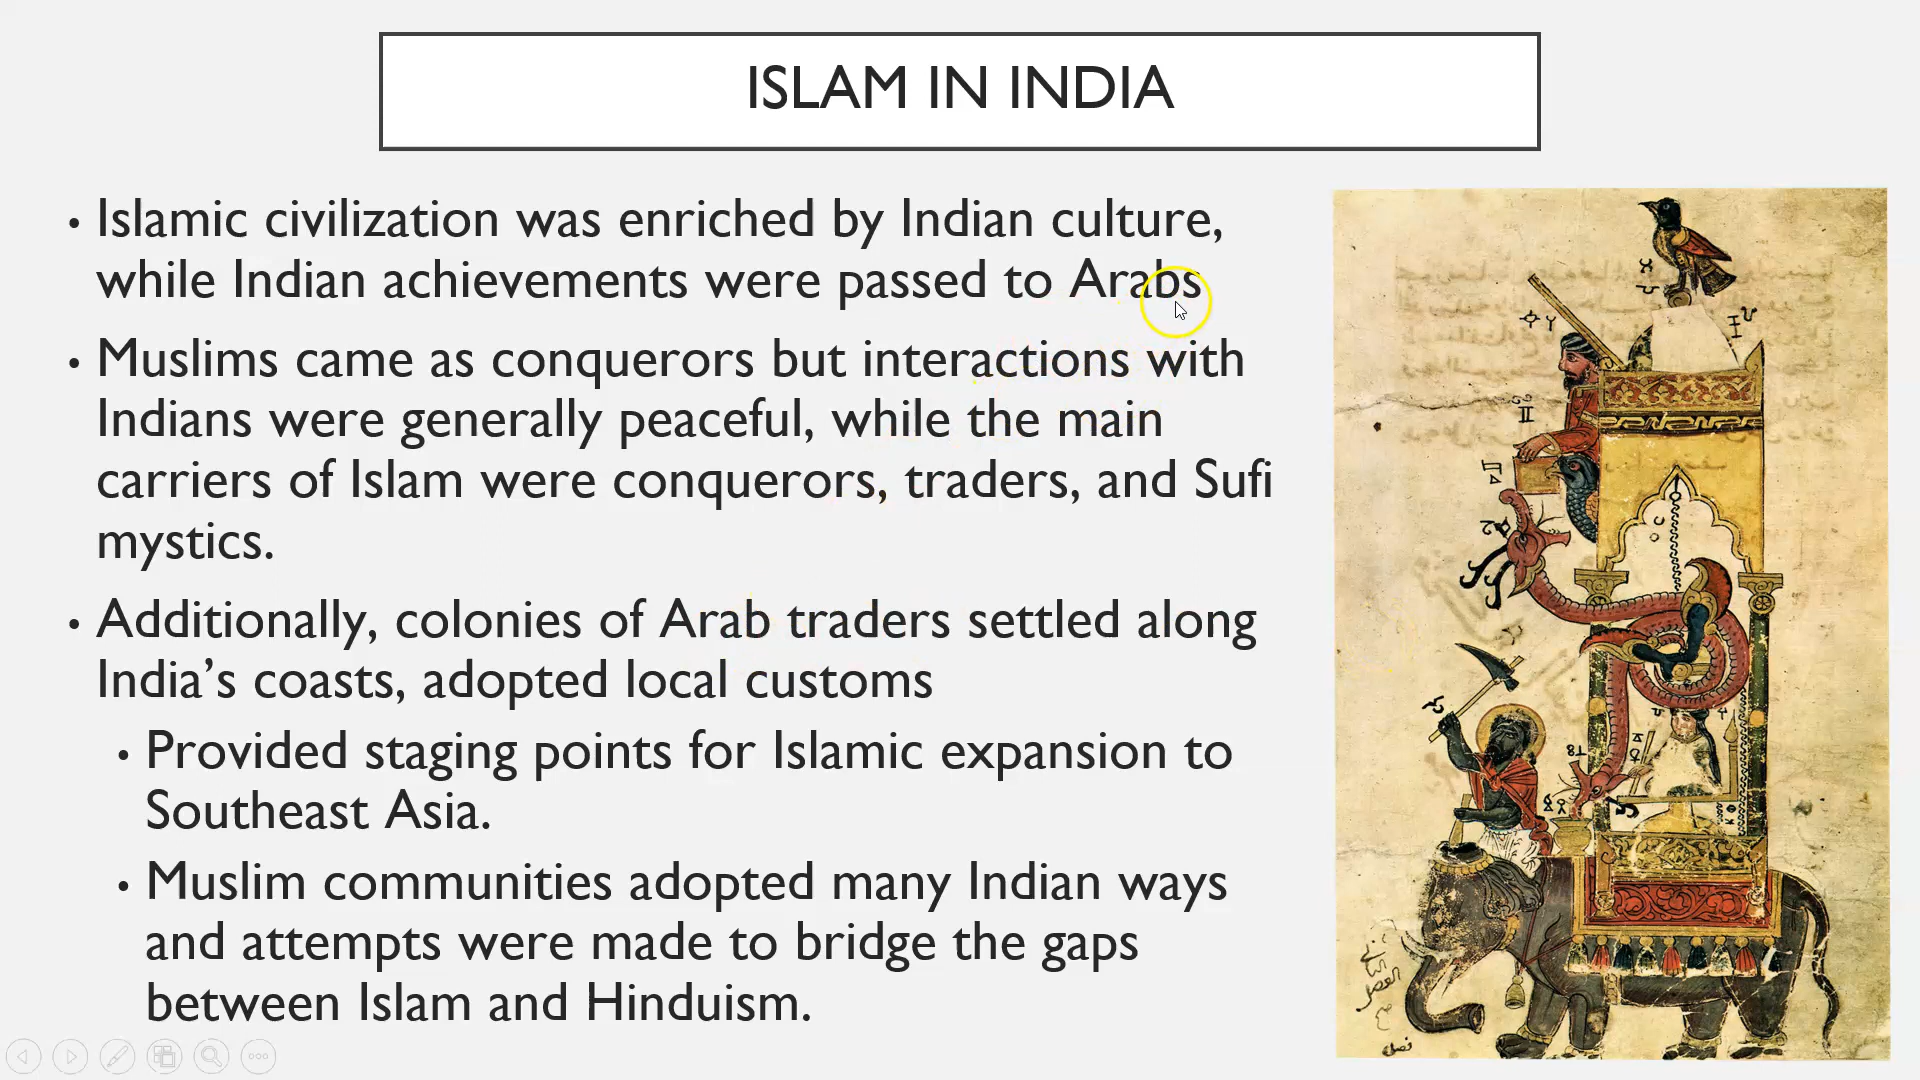 ISLAM IN INDIA
• Islamic civilization was enriched by Indian culture,
while Indian achievements were passed to Arabs
• Muslims came as conquerors but interactions with
Indians were generally peaceful, while the main
carriers of Islam were conquerors, traders, and Sufi
mystics.
• Additionally, colonies of Arab traders settled along
India’s coasts, adopted local customs
• Provided staging points for Islamic expansion to
Southeast Asia.
• Muslim communities adopted many Indian ways
and attempts were made to bridge the gaps
between Islam and Hinduism.